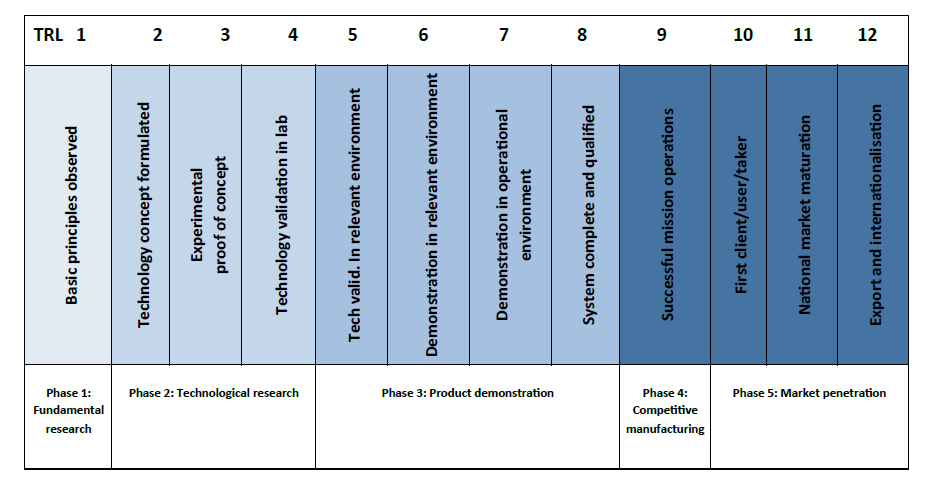 TRL 1 2 3 4 5 6 7 8 9 10 11 12
Basic principles observed
Technology concept formulated
Experimental
proof of concept
Technology validation in lab
Tech valid. In relevant environment
Demonstration in relevant environment
Demonstration in operational
environment
System complete and qualified
Successful mission operations
First client/user/taker
National market maturation
Export and internationalisation
Phase 1:
Fundamental
research
Phase 2: Technological research
Phase 3: Product demonstration
Phase 4:
Competitive
manufacturing
Phase 5: Market penetration